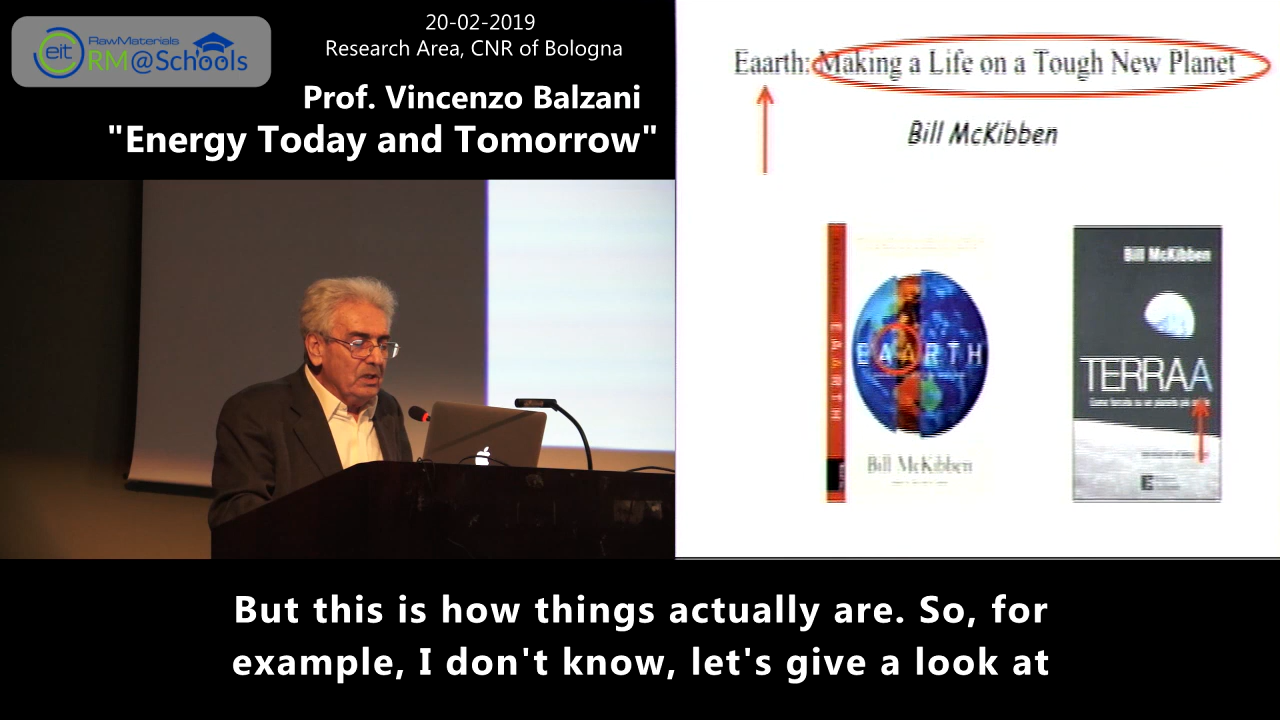 eit RawMaterials
RM@Schools
20-02-2019
Research Area, CNR of Bologna
Prof. Vincenzo Balzani
"Energy Today and Tomorrow"
Eaarth: Making a Life on a Tough New Planet
Bill McKibben
EAARTH
EAARTH
Bill McKibben
Bill McKibben
TERRAA
But this is how things actually are. So, for
example, I don't know, let's give a look at